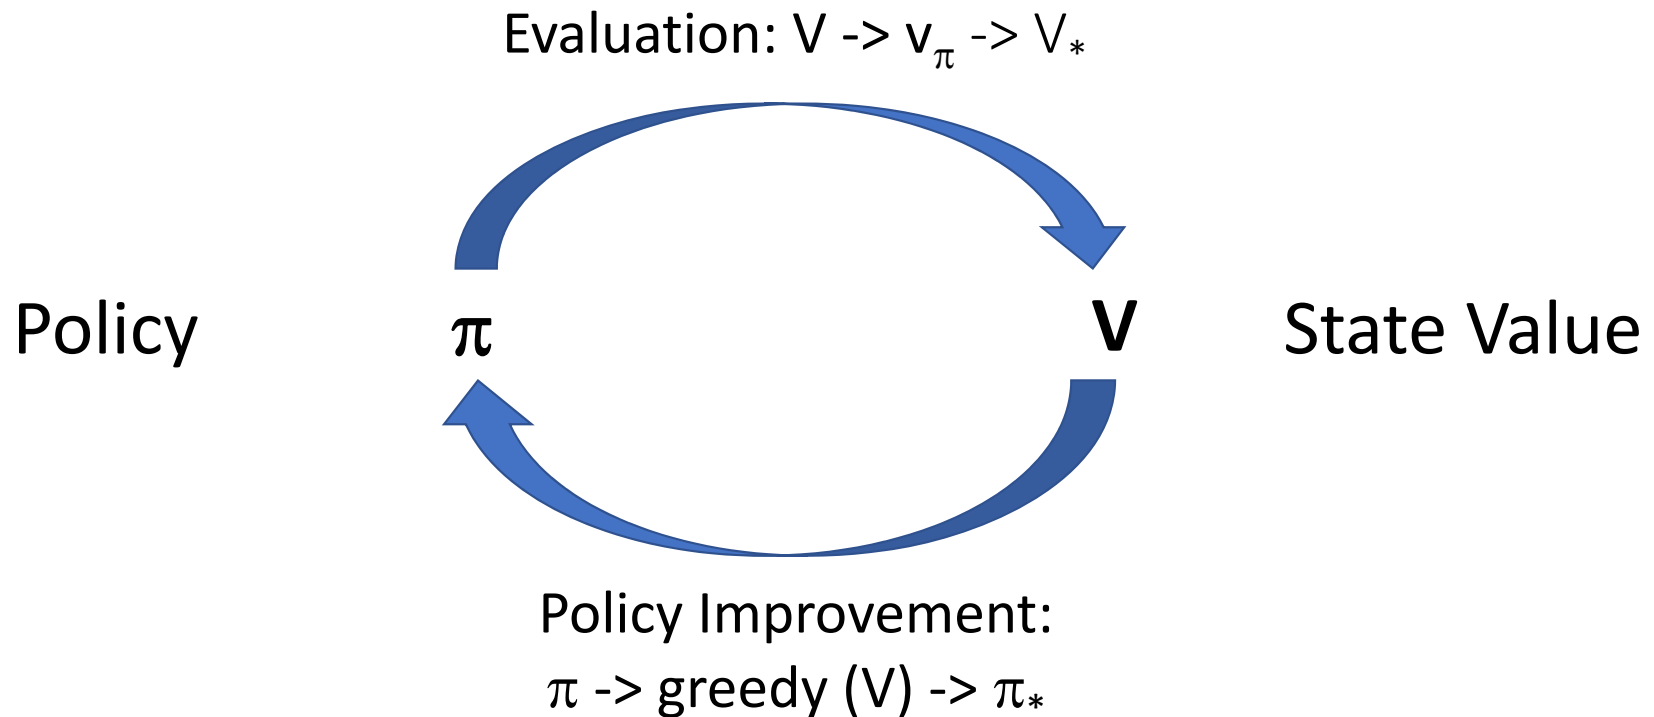 Evaluation: V -> vπ -> V*
Policy
π
V
State Value
Policy Improvement:
π -> greedy (V) -> π*